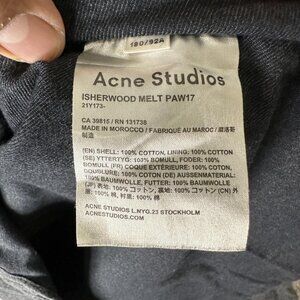 180/92A
Acne Studios
ISHERWOOD MELT PAW17
21Y173-
CA 39815 / RN 131738
MADE IN MOROCCO / FABRIQUÉ AU MAROC / 摩洛哥
制造
(EN) SHELL: 100% COTTON, LINING: 100% COTTON
(SE) YTTERTYG: 100% BOMULL, FODER: 100%
BOMULL (FR) COQUE EXTÉRIEURE: 100% COTON,
DOUBLURE: 100% COTON (DE) AUSSENMATERIAL:
100% BAUMWOLLE, FUTTER: 100% BAUMWOLLE
(JP) 表地: 100% コットン, 裏地: 100% コットン (CN)
100% 棉, 100% 棉
ACNE STUDIOS L.NYG.23 STOCKHOLM
ACNESTUDIOS.COM